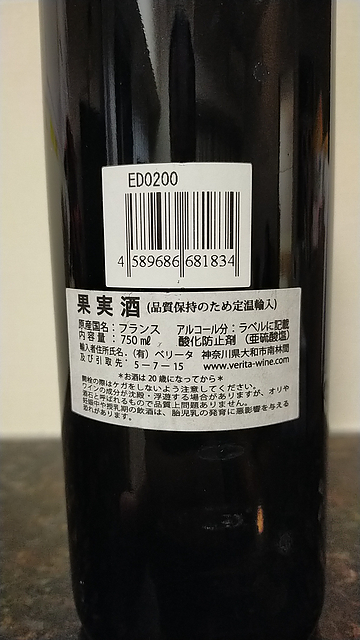 ED0200
4 589686 681834
果実酒 (品質保持のため定温輸入)
原産国名：フランス アルコール分：ラベルに記載
内容量：750㎖ 酸化防止剤（亜硫酸塩）
輸入者住所氏名、（有）ベリータ 神奈川県大和市南林間
及び引取先：5－7－15 www.verita-wine.com
＊お酒は20歳になってから＊
開栓の際はケガをしないよう注意してください。
ワインの成分が沈殿・浮遊する場合がありますが、オリや
酒石と呼ばれるもので品質上問題ありません。
妊娠中や授乳期の飲酒は、胎児・乳児の発育に悪影響を与える
恐れがあります。